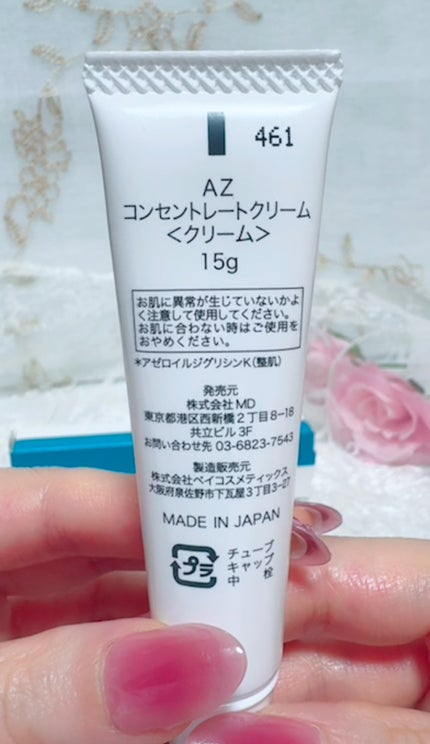 461
AZ
コンセントレートクリーム
<クリーム>
15g
お肌に異常が生じていないかよ
く注意して使用してください。
お肌に合わない時はご使用を
おやめください。
*アゼロイルジグリシンK(整肌)
発売元
株式会社MD
東京都港区西新橋2丁目8-18
共立ビル3F
お問い合わせ先 03-6823-7543
製造販売元
株式会社ベイコスメティックス
大阪府泉佐野市下瓦屋3丁目3-27
MADE IN JAPAN
プラ
チューブ
キャップ
中 栓